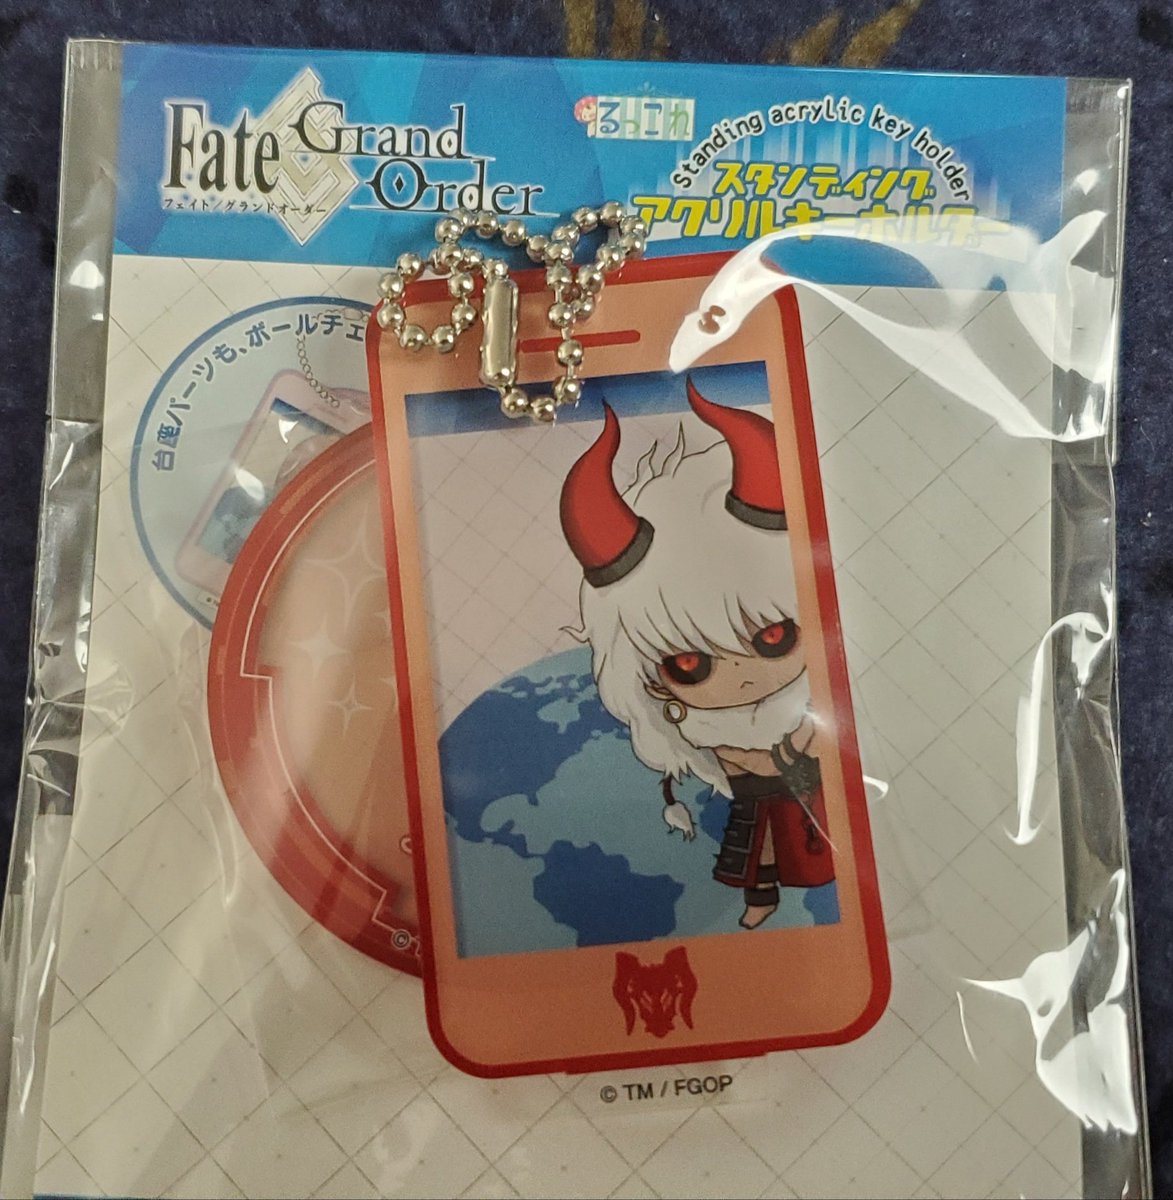 Fate
Grand
Order
フェイト/グランドオーダー
るっこれ
Standing acrylic key holder
スタンディング
アクリルキーホルダー
台座パーツも、ボールチェ
© TM / FGOP